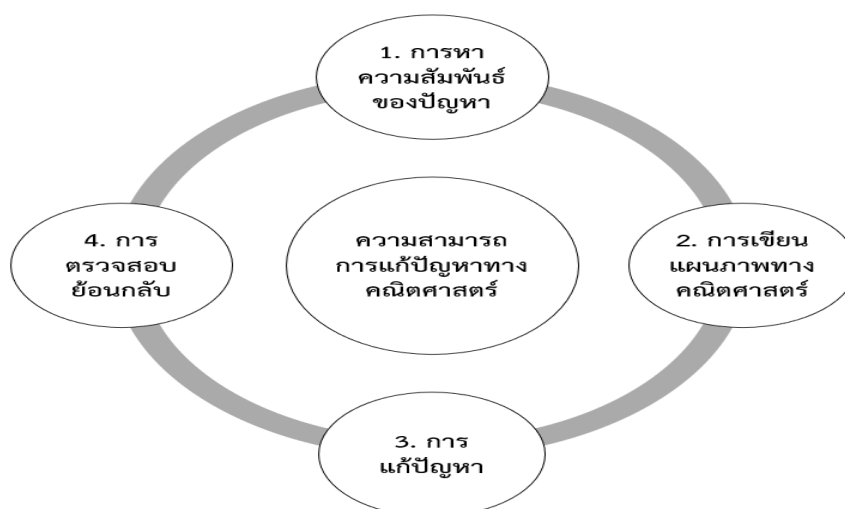 1. การหา
ความสัมพันธ์
ของปัญหา
4. การ
ตรวจสอบ
ย้อนกลับ
ความสามารถ
การแก้ปัญหาทาง
คณิตศาสตร์
2. การเขียน
แผนภาพทาง
คณิตศาสตร์
3. การ
แก้ปัญหา